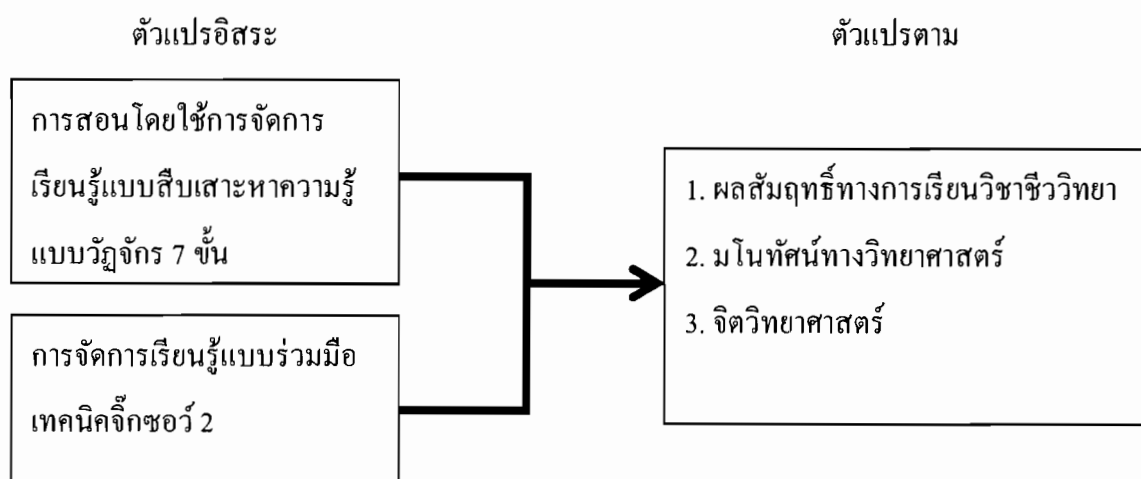 ตัวแปรอิสระ
ตัวแปรตาม
การสอนโดยใช้การจัดการ
เรียนรู้แบบสืบเสาะหาความรู้
แบบวัฏจักร 7 ขั้น
การจัดการเรียนรู้แบบร่วมมือ
เทคนิคจิ๊กซอว์ 2
1. ผลสัมฤทธิ์ทางการเรียนวิชาชีววิทยา
2. มโนทัศน์ทางวิทยาศาสตร์
3. จิตวิทยาศาสตร์